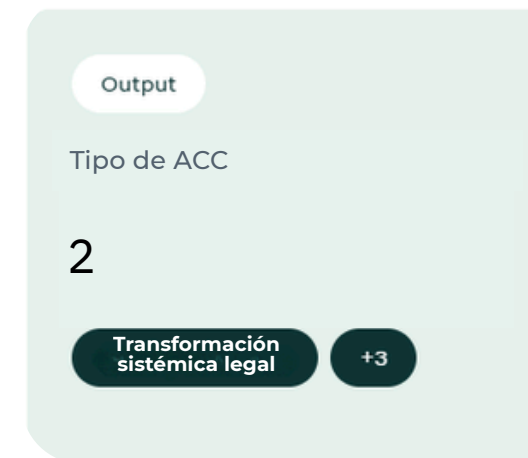 Output
Tipo de ACC
2
Transformación
sistémica legal
+3